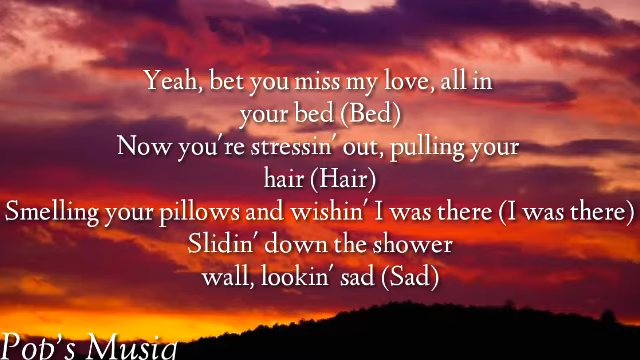 Yeah, bet you miss my love, all in
your bed (Bed)
Now you're stressin' out, pulling your
hair (Hair)
Smelling your pillows and wishin' I was there (I was there)
Slidin' down the shower
wall, lookin' sad (Sad)
Pop's Musiq